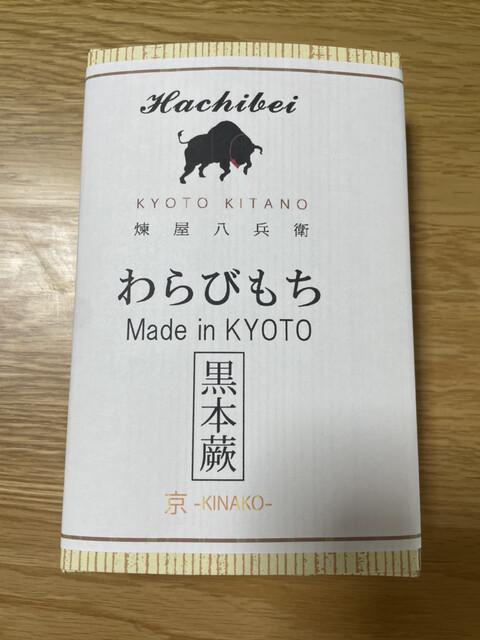 Hachibei
KYOTO KITANO
煉屋八兵衛
わらびもち
Made in KYOTO
黒本蕨
京 -KINAKO-